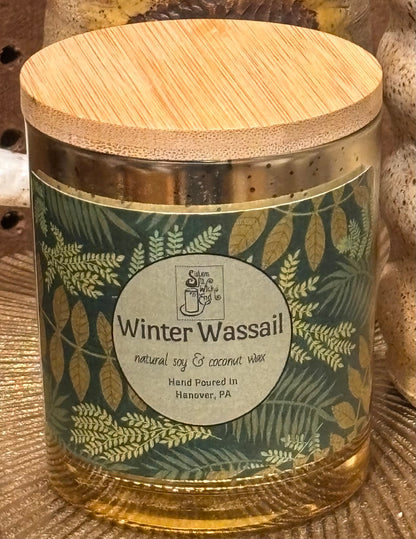 Winter Wassail
natural soy & coconut wax
Hand Poured in
Hanover, PA